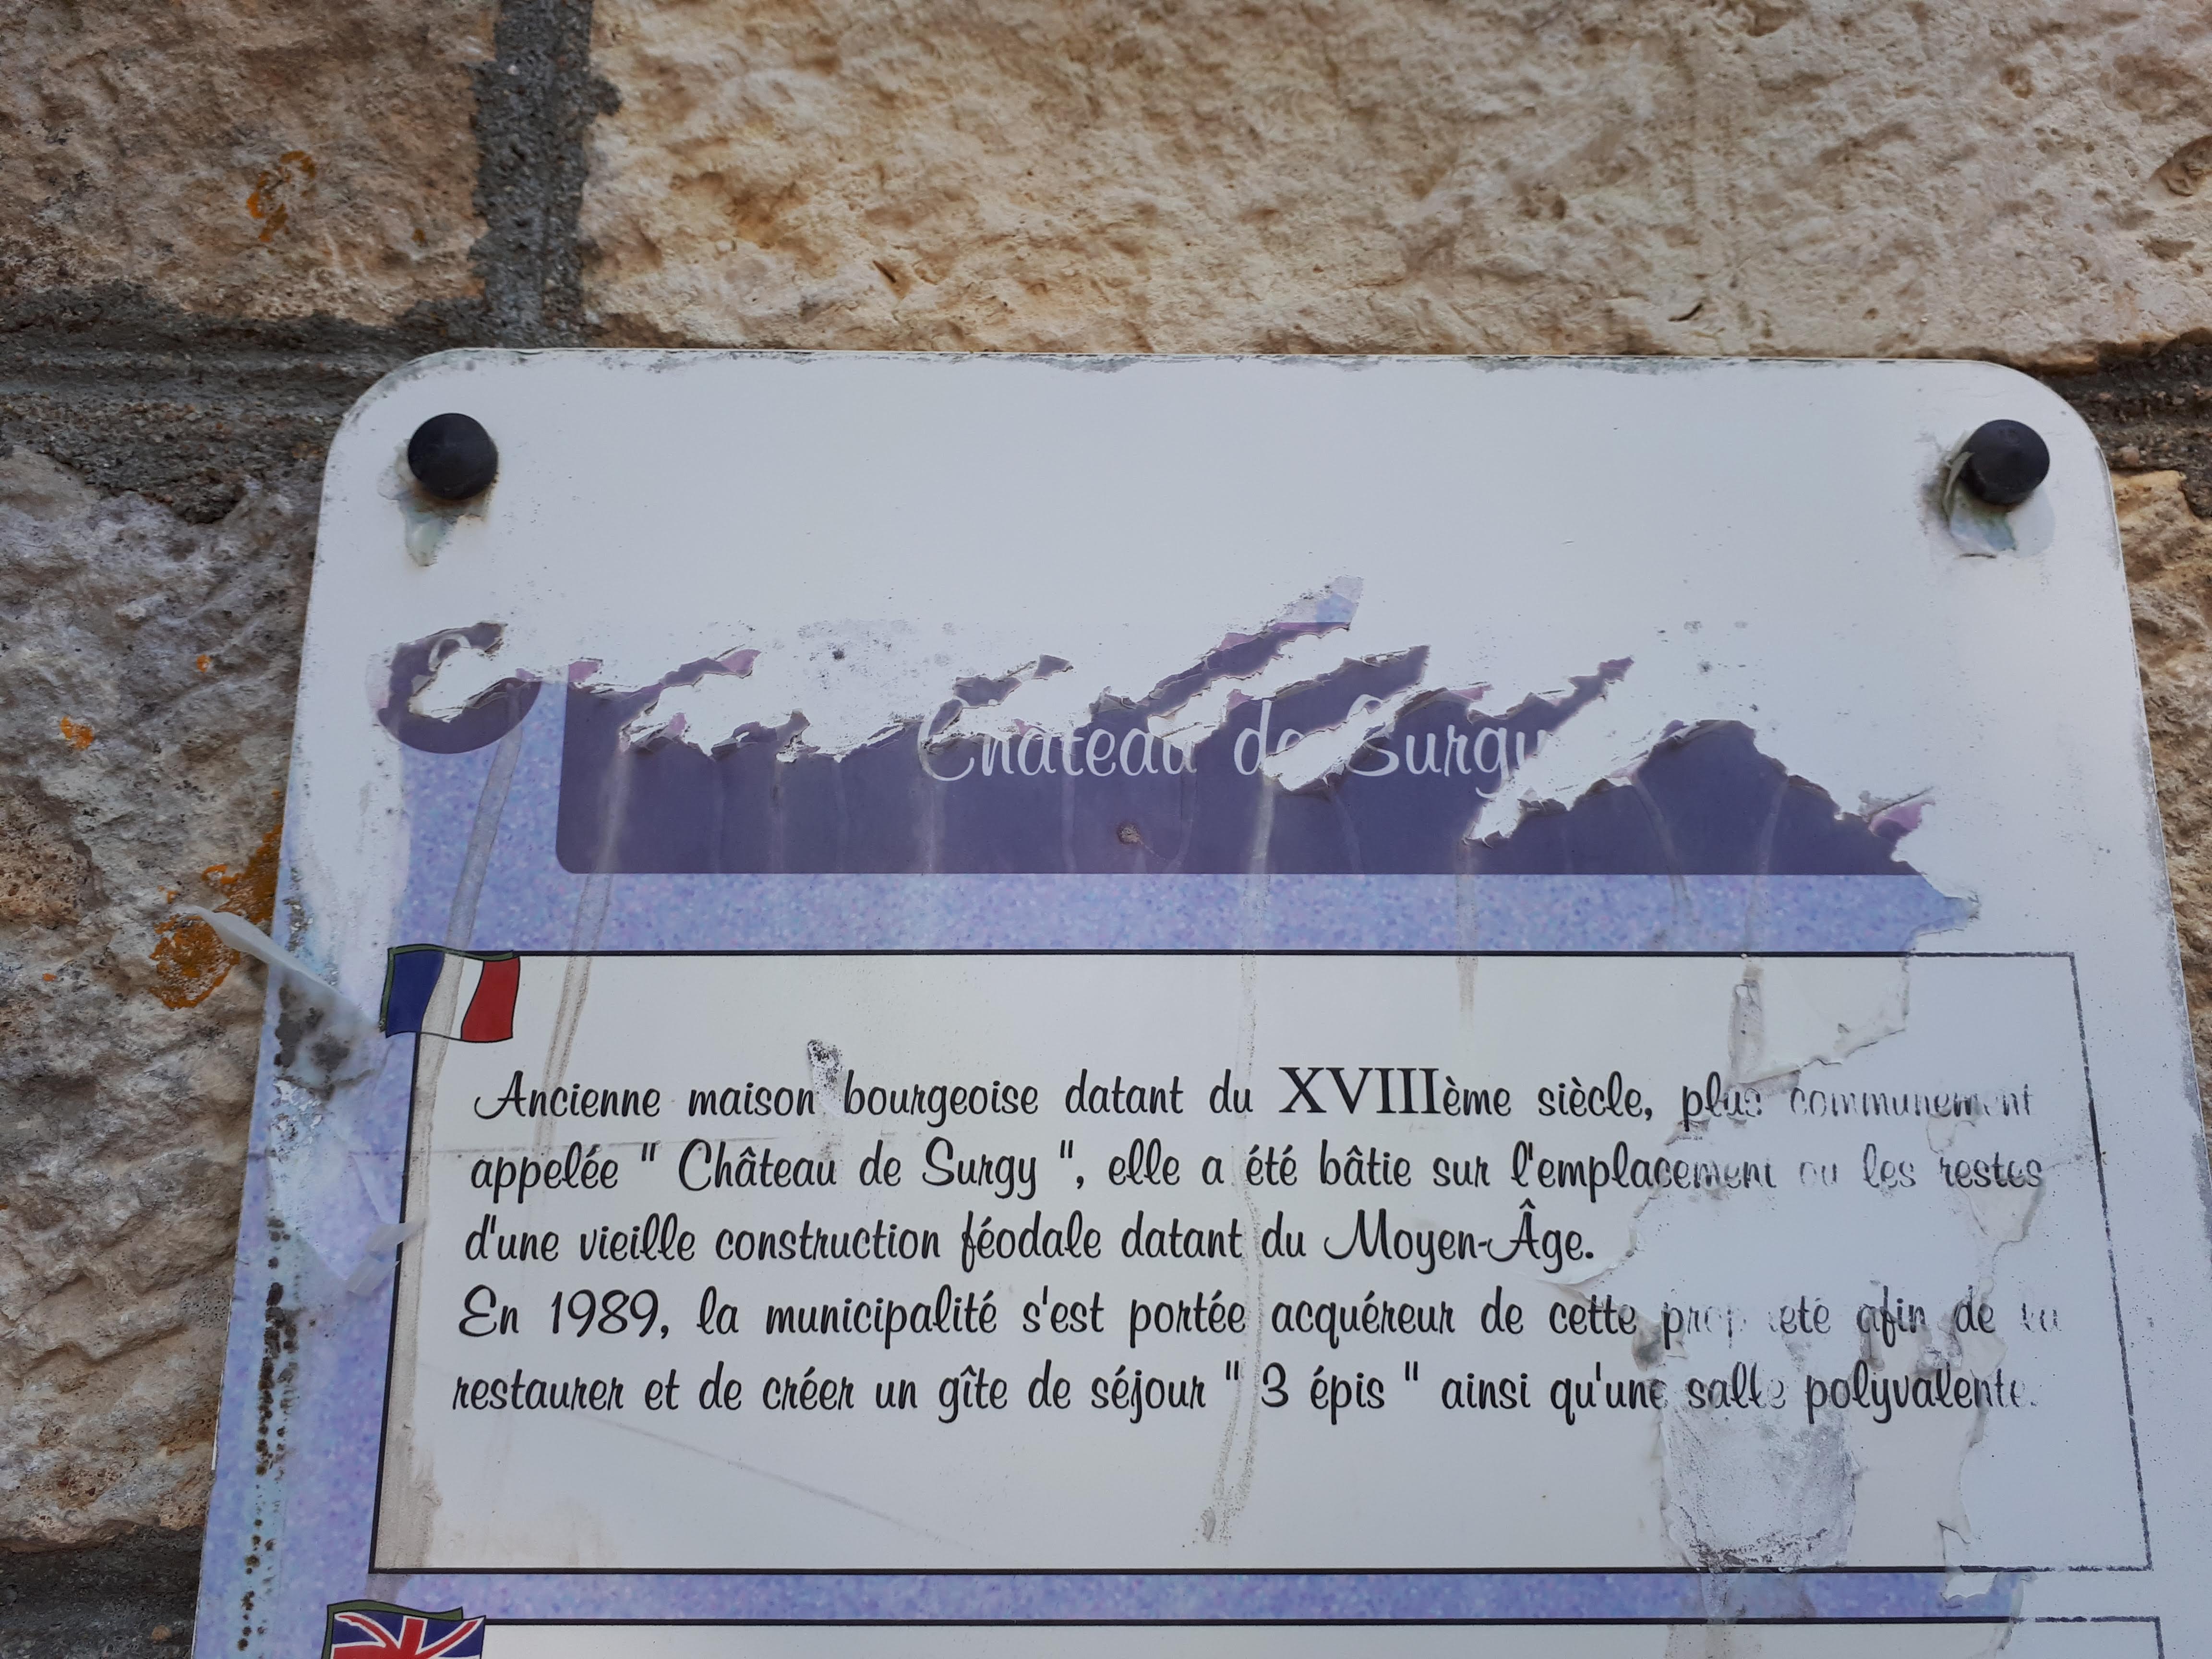 Château de Surgy
Ancienne maison bourgeoise datant du XVIIIème siècle, plus communément
appelée " Château de Surgy ", elle a été bâtie sur l'emplacement ou les restes
d'une vieille construction féodale datant du Moyen-Âge.
En 1989, la municipalité s'est portée acquéreur de cette propriété afin de la
restaurer et de créer un gîte de séjour " 3 épis " ainsi qu'une salle polyvalente.